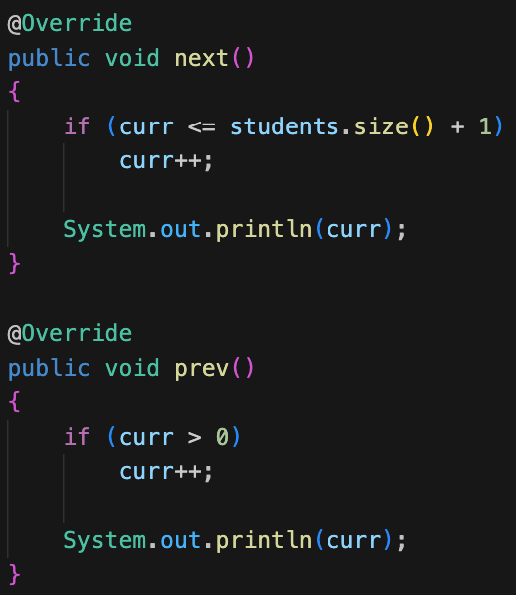 @Override
public void next()
{
    if (curr <= students.size() + 1)
        curr++;

    System.out.println(curr);
}

@Override
public void prev()
{
    if (curr > 0)
        curr++;

    System.out.println(curr);
}